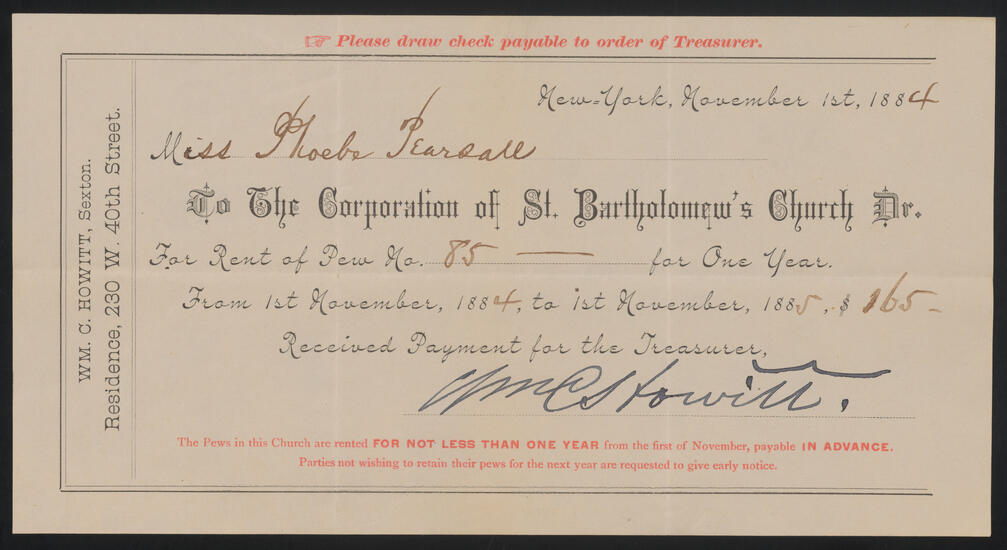 ☞ Please draw check payable to order of Treasurer.
WM. C. HOWITT, Sexton.
Residence, 230 W. 40th Street.
New=York, November 1st, 1884
Miss Phoebe Pearsall
To The Corporation of St. Bartholomew's Church Dr.
For Rent of Pew No. 85 — for One Year.
From 1st November, 1884, to 1st November, 1885, $ 165–
Received Payment for the Treasurer,
Wm C Howitt.
The Pews in this Church are rented FOR NOT LESS THAN ONE YEAR from the first of November, payable IN ADVANCE.
Parties not wishing to retain their pews for the next year are requested to give early notice.